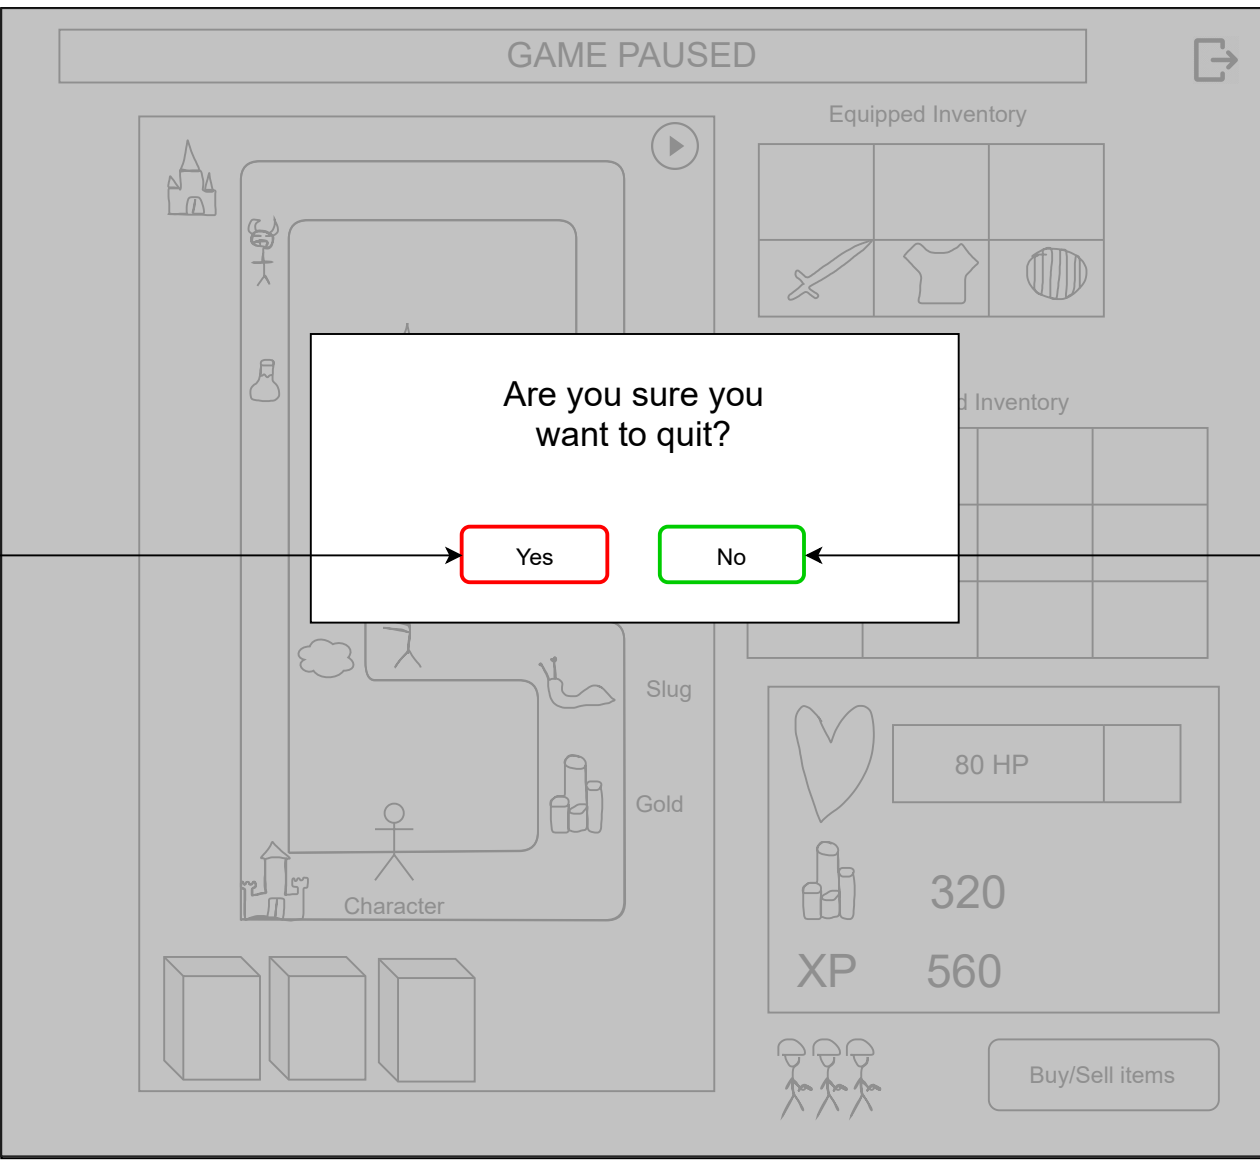 GAME PAUSED
Equipped Inventory
Are you sure you
want to quit?
Inventory
Yes
No
Slug
Gold
Character
80 HP
320
XP 560
Buy/Sell items